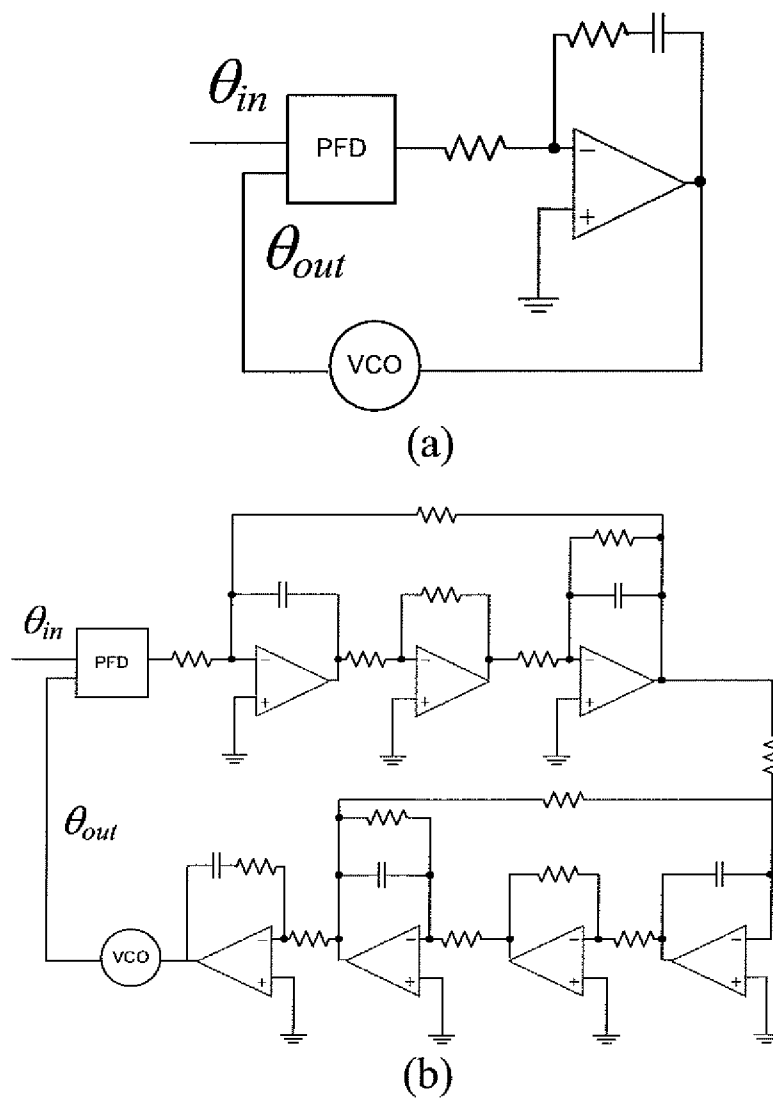 θin
PFD
−
+
θout
VCO
(a)
θin
PFD
− − −
+ + +
θout
VCO
− − − −
+ + + +
(b)